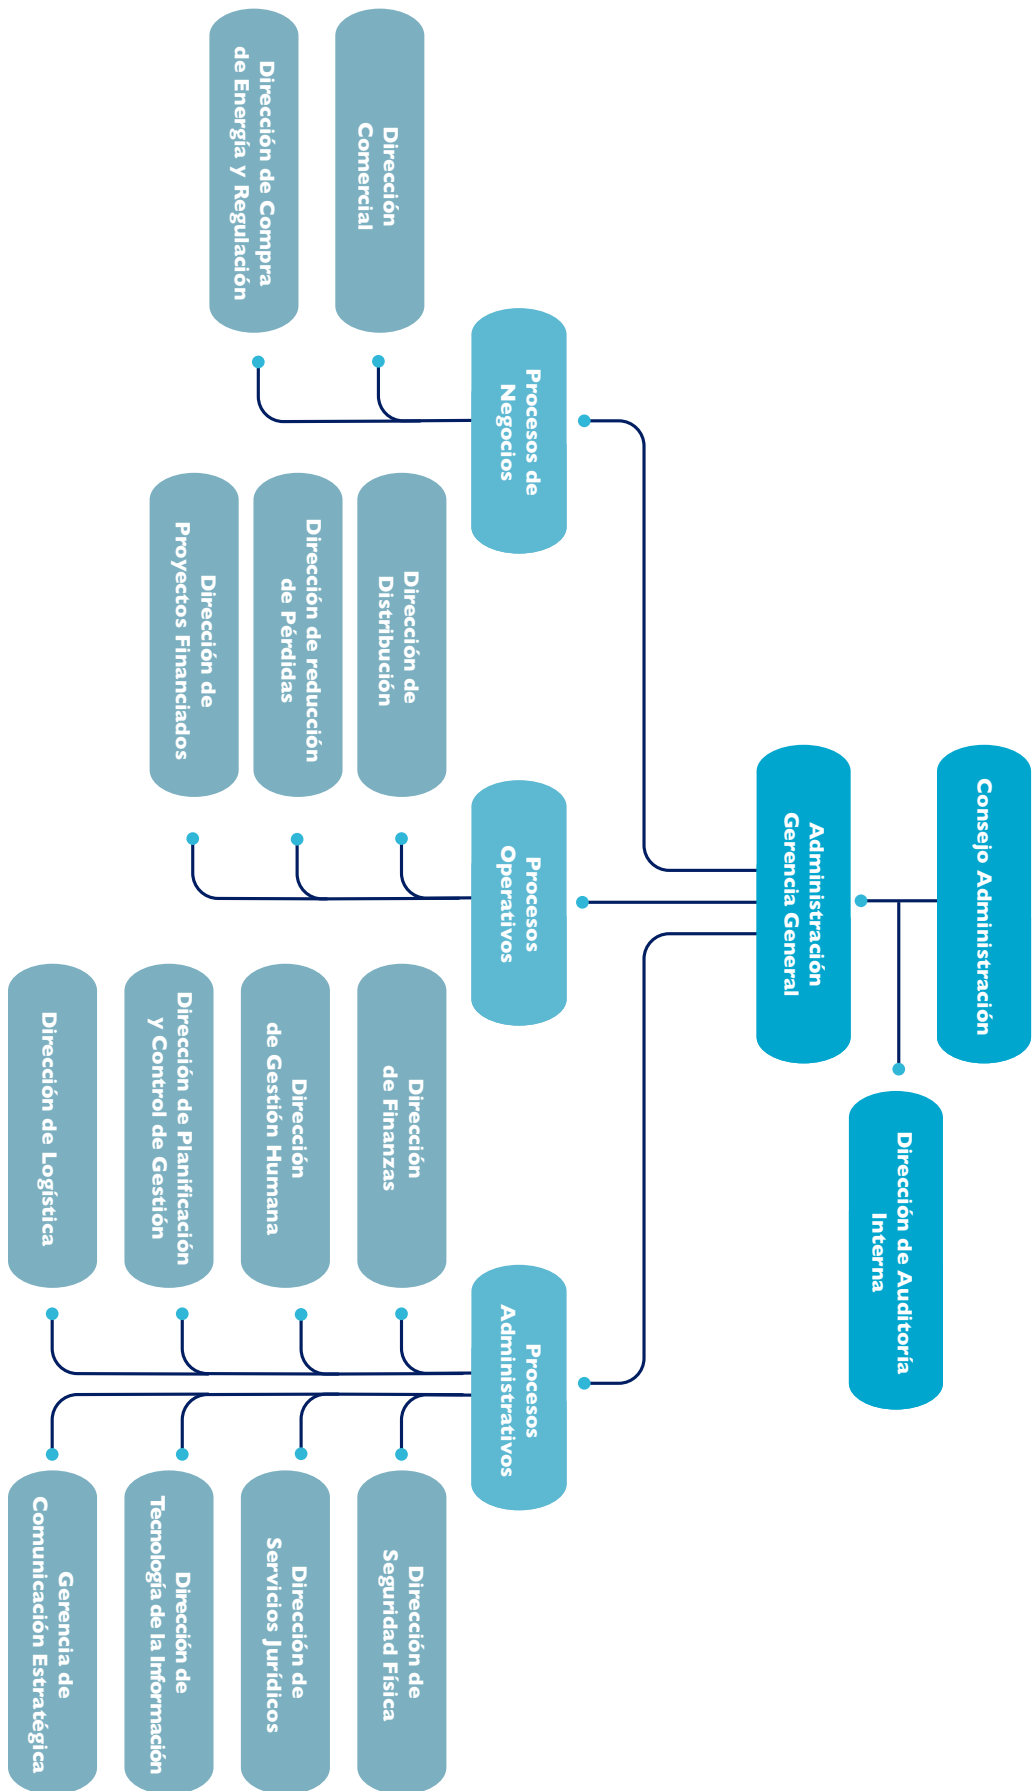 Consejo Administración
Dirección de Auditoría
Interna
Administración
Gerencia General
Procesos de
Negocios
Dirección
Comercial
Dirección de Compra
de Energía y Regulación
Procesos
Operativos
Dirección de
Distribución
Dirección de reducción
de Pérdidas
Dirección de
Proyectos Financiados
Procesos
Administrativos
Dirección
de Finanzas
Dirección
de Gestión Humana
Dirección de Planificación
y Control de Gestión
Dirección de Logística
Dirección de
Seguridad Física
Dirección de
Servicios Jurídicos
Dirección de
Tecnología de la Información
Gerencia de
Comunicación Estratégica